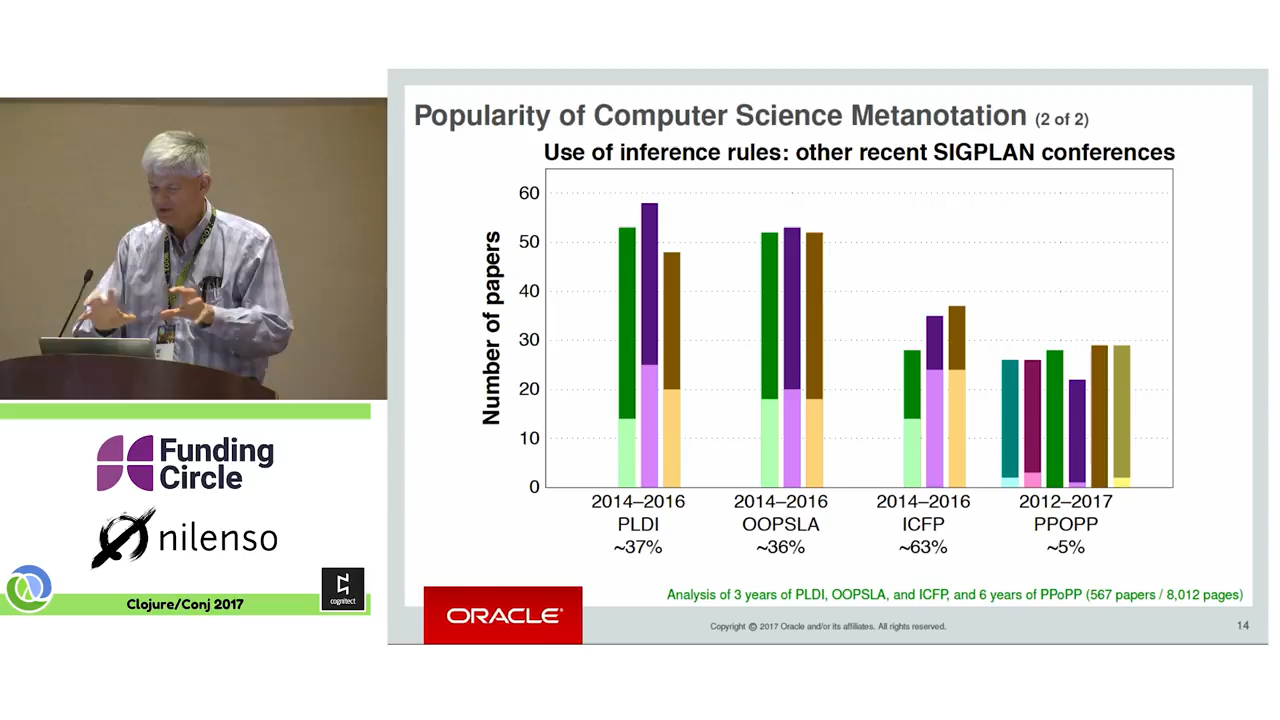 Popularity of Computer Science Metanotation (2 of 2)
Use of inference rules: other recent SIGPLAN conferences
Number of papers
60
50
40
30
20
10
0
2014–2016
PLDI
~37%
2014–2016
OOPSLA
~36%
2014–2016
ICFP
~63%
2012–2017
PPOPP
~5%
Analysis of 3 years of PLDI, OOPSLA, and ICFP, and 6 years of PPoPP (567 papers / 8,012 pages)
ORACLE®
Copyright © 2017 Oracle and/or its affiliates. All rights reserved.
14
Funding
Circle
nilenso
Clojure/Conj 2017
cognitect